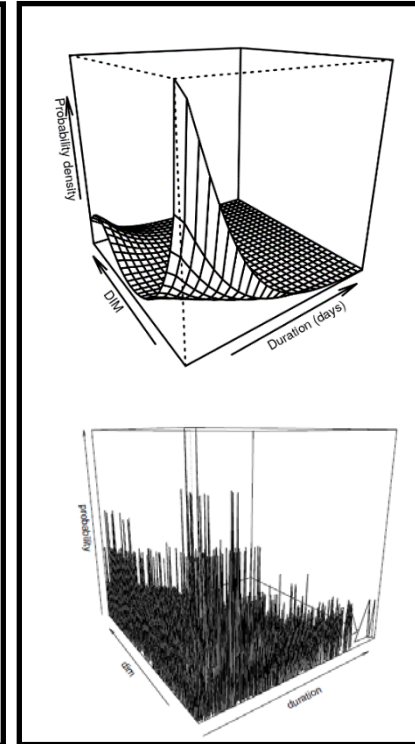 Probability density
DIM
Duration (days)
probability
dim
duration